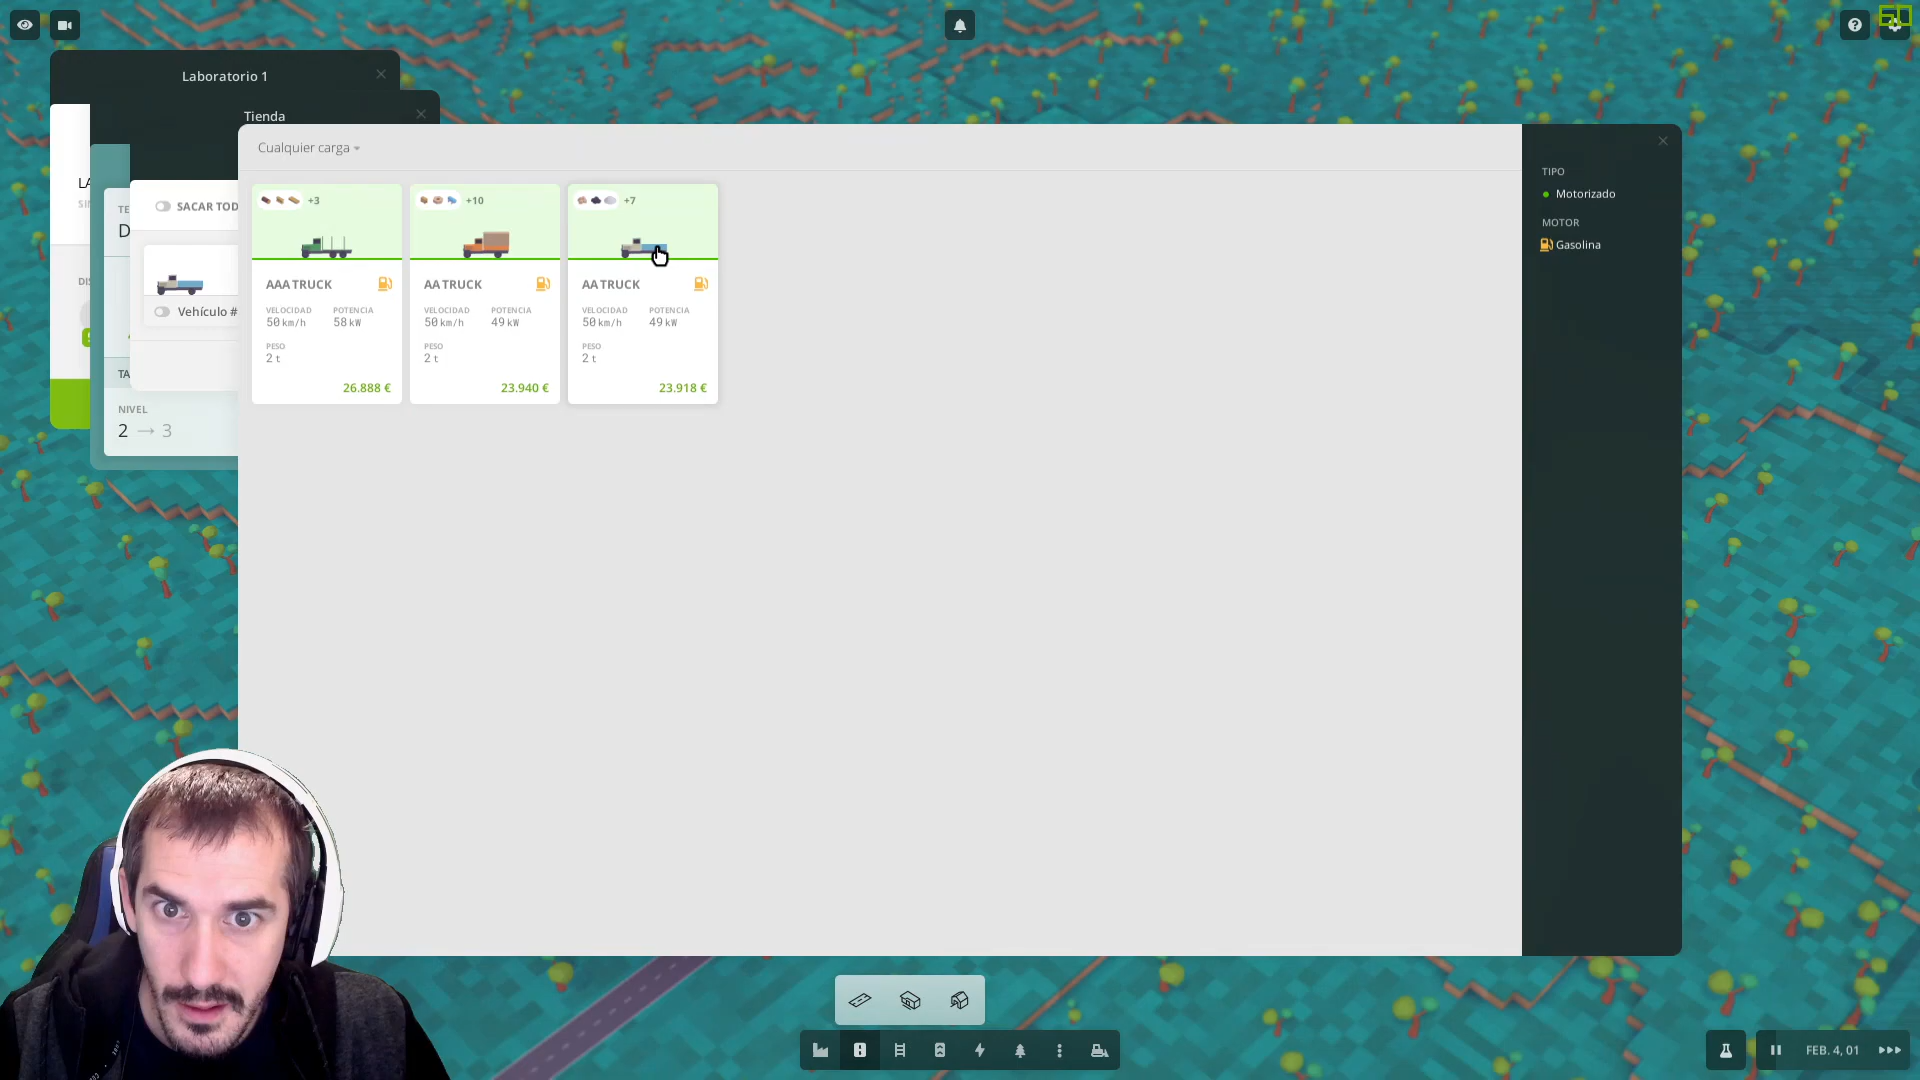 60
Laboratorio 1
Tienda
Cualquier carga
SACAR TOD
Vehículo #
NIVEL
2 → 3
+3
AAA TRUCK
VELOCIDAD POTENCIA
50 km/h 58 kW
PESO
2 t
26.888 €
+10
AA TRUCK
VELOCIDAD POTENCIA
50 km/h 49 kW
PESO
2 t
23.940 €
+7
AA TRUCK
VELOCIDAD POTENCIA
50 km/h 49 kW
PESO
2 t
23.918 €
TIPO
Motorizado
MOTOR
Gasolina
FEB. 4, 01